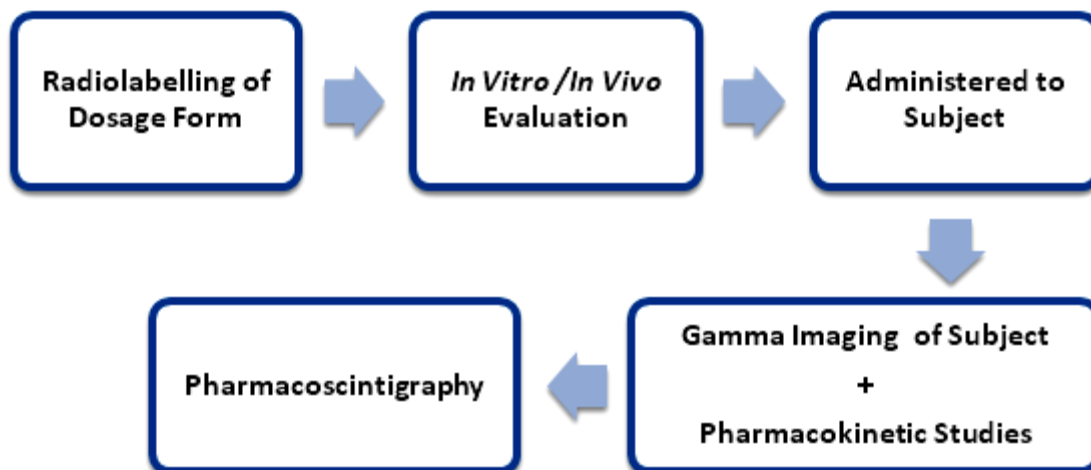 Radiolabelling of
Dosage Form
In Vitro /In Vivo
Evaluation
Administered to
Subject
Gamma Imaging of Subject
+
Pharmacokinetic Studies
Pharmacoscintigraphy